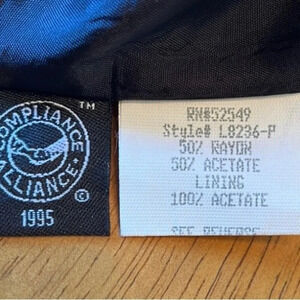 COMPLIANCE
ALLIANCE
™
©
1995
RN#52549
Style# L8236-P
50% RAYON
50% ACETATE
LINING
100% ACETATE
SEE REVERSE